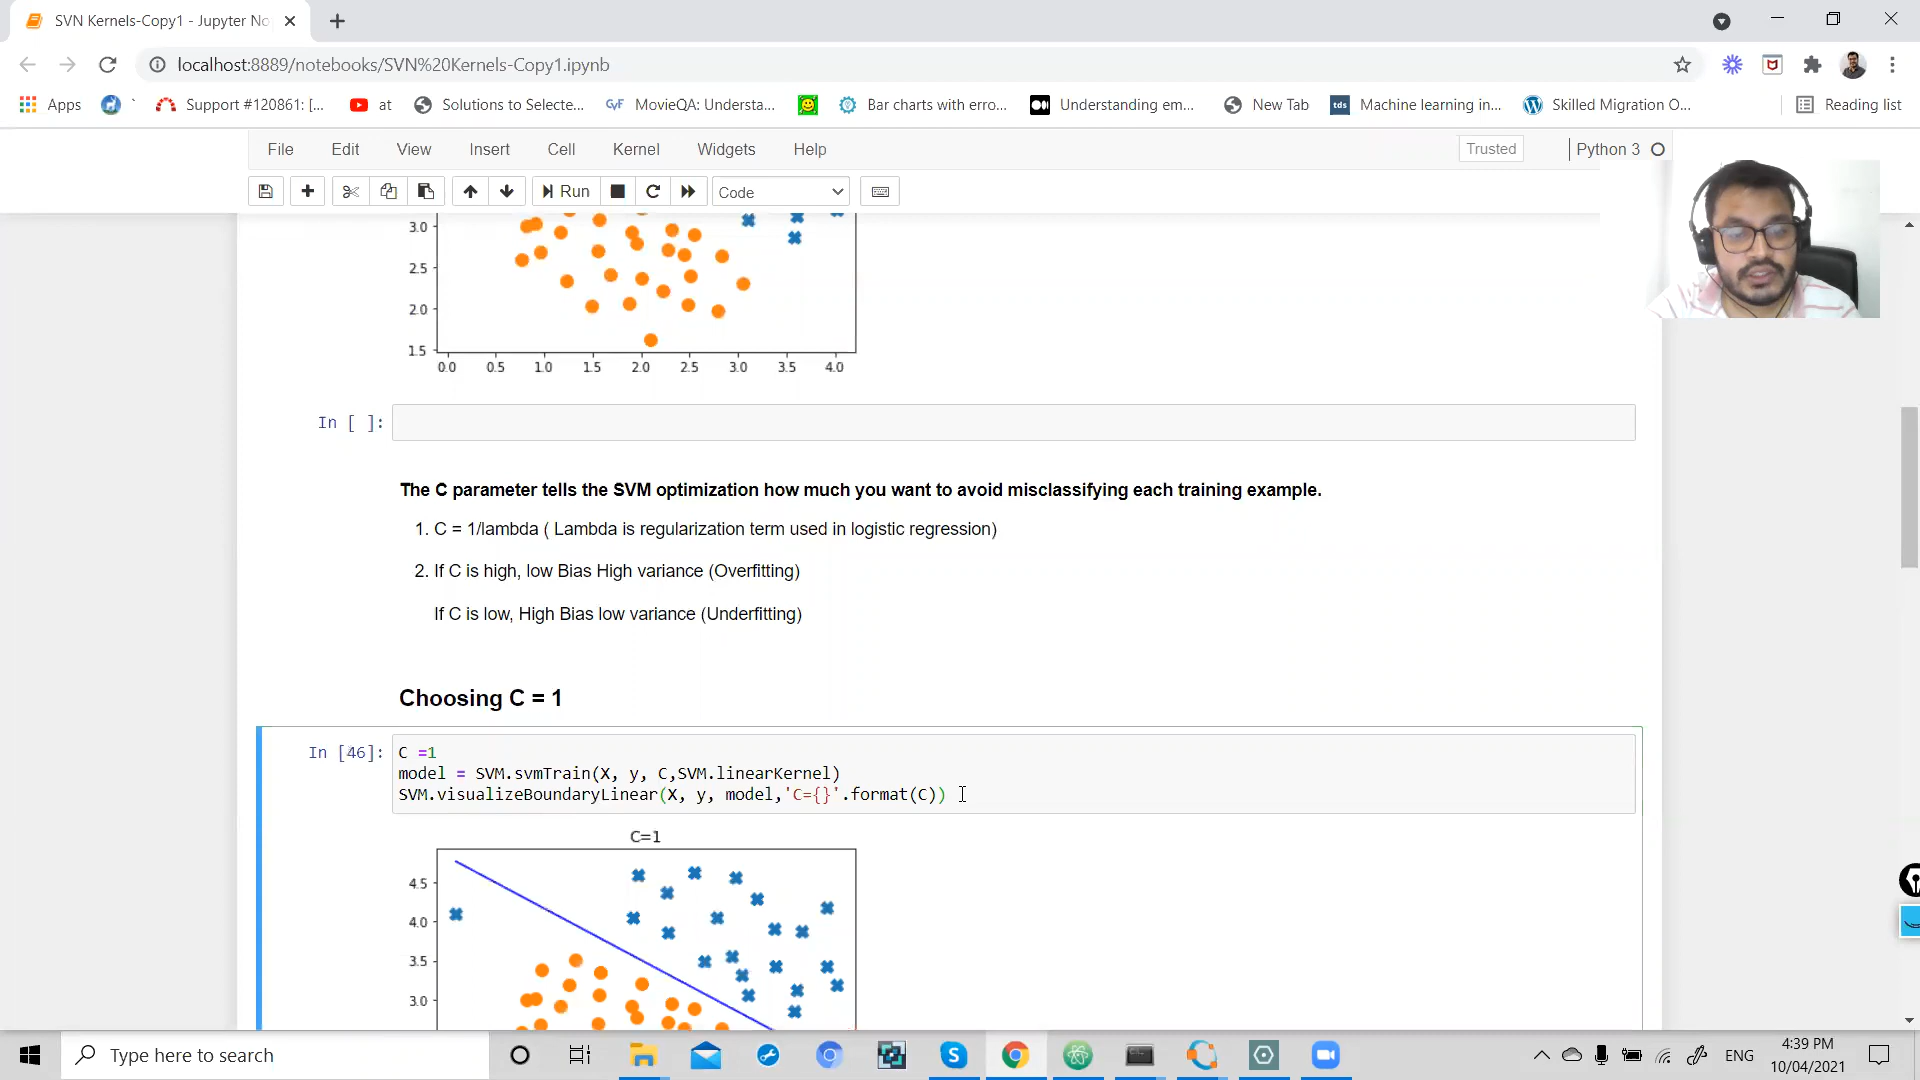 SVN Kernels-Copy1 - Jupyter No
localhost:8889/notebooks/SVN%20Kernels-Copy1.ipynb
Apps
Support #120861: [...
at
Solutions to Selecte...
GYF
MovieQA: Understa...
Bar charts with erro...
Understanding em...
New Tab
tds
Machine learning in...
Skilled Migration O...
Reading list
File Edit View Insert Cell Kernel Widgets Help
Trusted
Python 3
Run
Code
3.0
2.5
2.0
1.5
0.0 0.5 1.0 1.5 2.0 2.5 3.0 3.5 4.0
In [ ]:
The C parameter tells the SVM optimization how much you want to avoid misclassifying each training example.
1. C = 1/lambda ( Lambda is regularization term used in logistic regression)
2. If C is high, low Bias High variance (Overfitting)
If C is low, High Bias low variance (Underfitting)
Choosing C = 1
In [46]:
C =1
model = SVM.svmTrain(X, y, C,SVM.linearKernel)
SVM.visualizeBoundaryLinear(X, y, model,'C={}'.format(C))
C=1
4.5
4.0
3.5
3.0
Type here to search
ENG
4:39 PM
10/04/2021